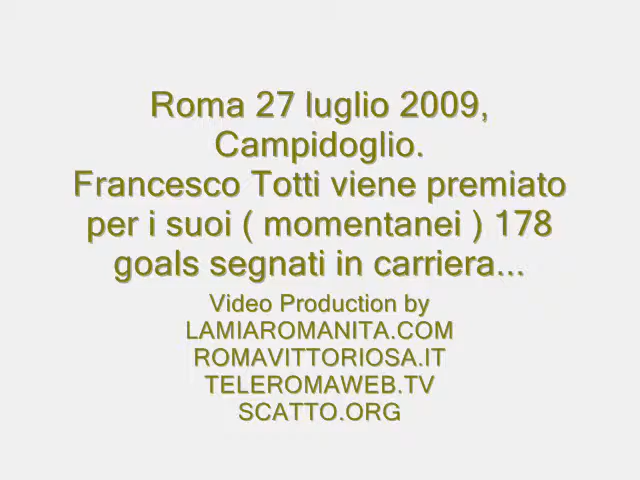 Roma 27 luglio 2009,
Campidoglio.
Francesco Totti viene premiato
per i suoi ( momentanei ) 178
goals segnati in carriera...
Video Production by
LAMIAROMANITA.COM
ROMAVITTORIOSA.IT
TELEROMAWEB.TV
SCATTO.ORG